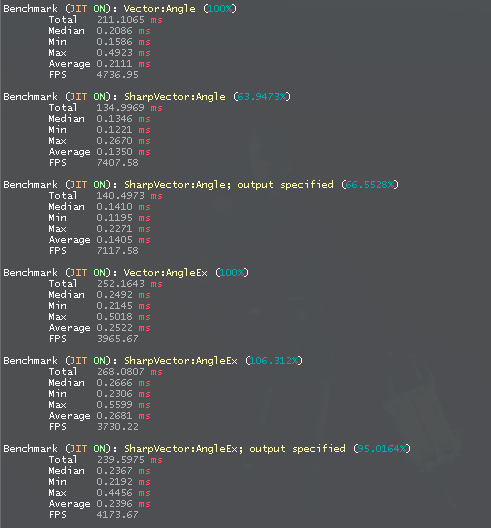 Benchmark (JIT ON): Vector:Angle (100%)
Total 211.1065 ms
Median 0.2086 ms
Min 0.1586 ms
Max 0.4923 ms
Average 0.2111 ms
FPS 4736.95
Benchmark (JIT ON): SharpVector:Angle (63.9473%)
Total 134.9969 ms
Median 0.1346 ms
Min 0.1221 ms
Max 0.2670 ms
Average 0.1350 ms
FPS 7407.58
Benchmark (JIT ON): SharpVector:Angle; output specified (66.5528%)
Total 140.4973 ms
Median 0.1410 ms
Min 0.1195 ms
Max 0.2271 ms
Average 0.1405 ms
FPS 7117.58
Benchmark (JIT ON): Vector:AngleEx (100%)
Total 252.1643 ms
Median 0.2492 ms
Min 0.2145 ms
Max 0.5018 ms
Average 0.2522 ms
FPS 3965.67
Benchmark (JIT ON): SharpVector:AngleEx (106.312%)
Total 268.0807 ms
Median 0.2666 ms
Min 0.2306 ms
Max 0.5599 ms
Average 0.2681 ms
FPS 3730.22
Benchmark (JIT ON): SharpVector:AngleEx; output specified (95.0164%)
Total 239.5975 ms
Median 0.2367 ms
Min 0.2192 ms
Max 0.4456 ms
Average 0.2396 ms
FPS 4173.67